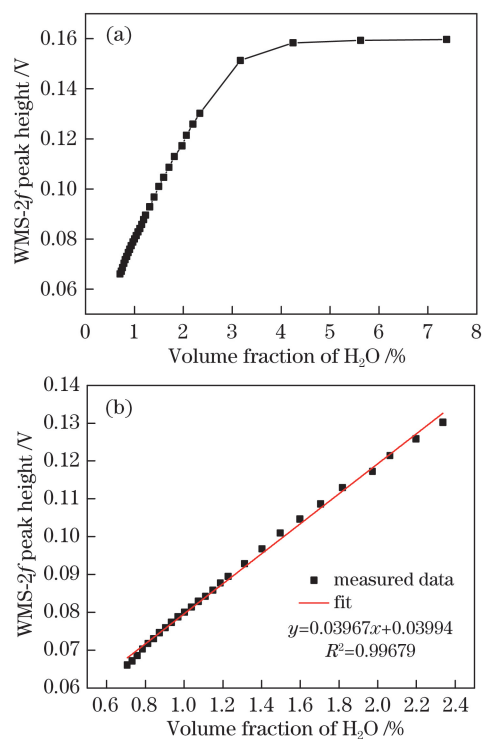 (a)
0.16
0.14
0.12
0.10
0.08
0.06
WMS-2f peak height /V
0 1 2 3 4 5 6 7 8
Volume fraction of H₂O /%
(b)
0.14
0.13
0.12
0.11
0.10
0.09
0.08
0.07
0.06
WMS-2f peak height /V
measured data
fit
y=0.03967x+0.03994
R²=0.99679
0.6 0.8 1.0 1.2 1.4 1.6 1.8 2.0 2.2 2.4
Volume fraction of H₂O /%